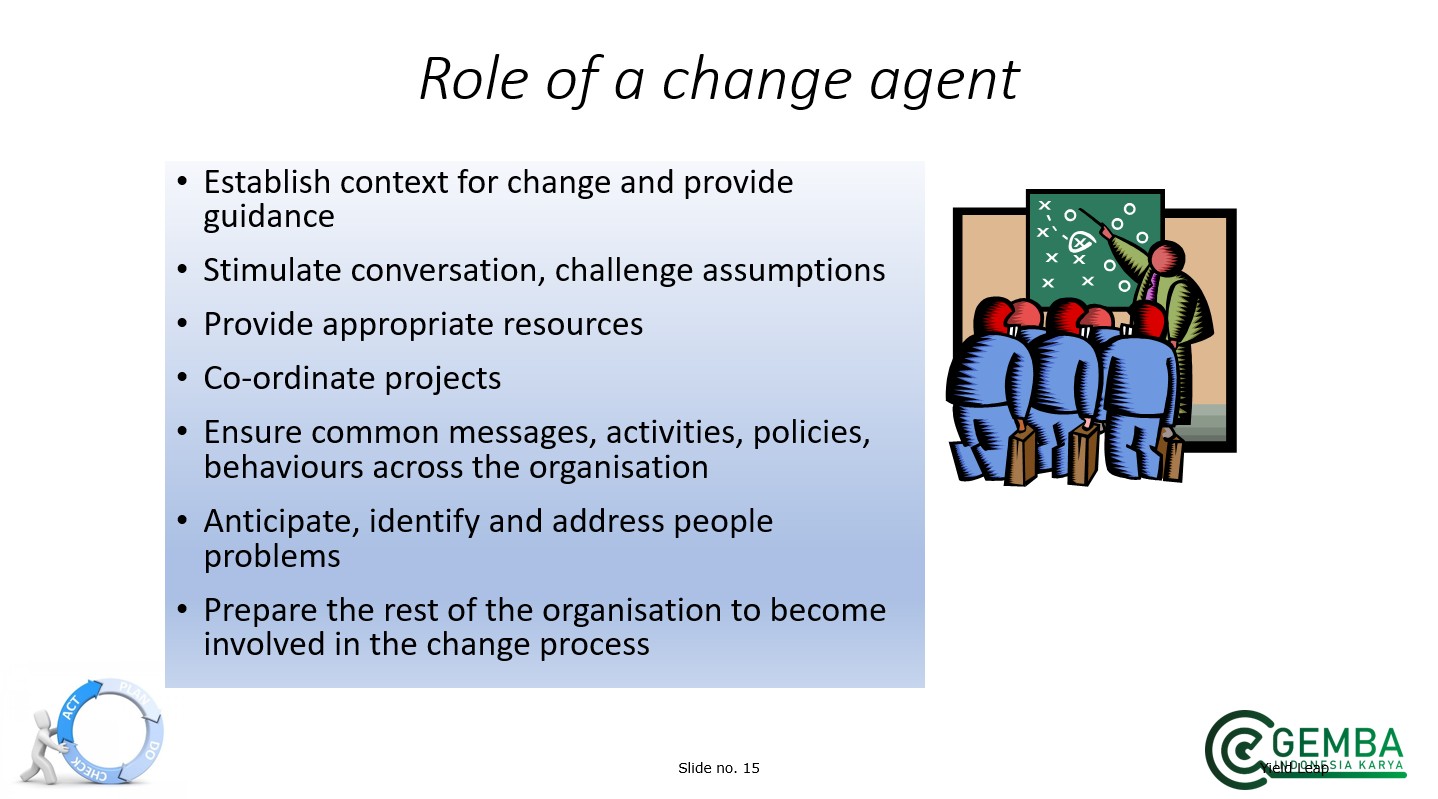 Role of a change agent
• Establish context for change and provide
guidance
• Stimulate conversation, challenge assumptions
• Provide appropriate resources
• Co-ordinate projects
• Ensure common messages, activities, policies,
behaviours across the organisation
• Anticipate, identify and address people
problems
• Prepare the rest of the organisation to become
involved in the change process
ACT
PLAN
DO
CHECK
Slide no. 15
GEMBA
INDONESIA KARYA
Yield Leap